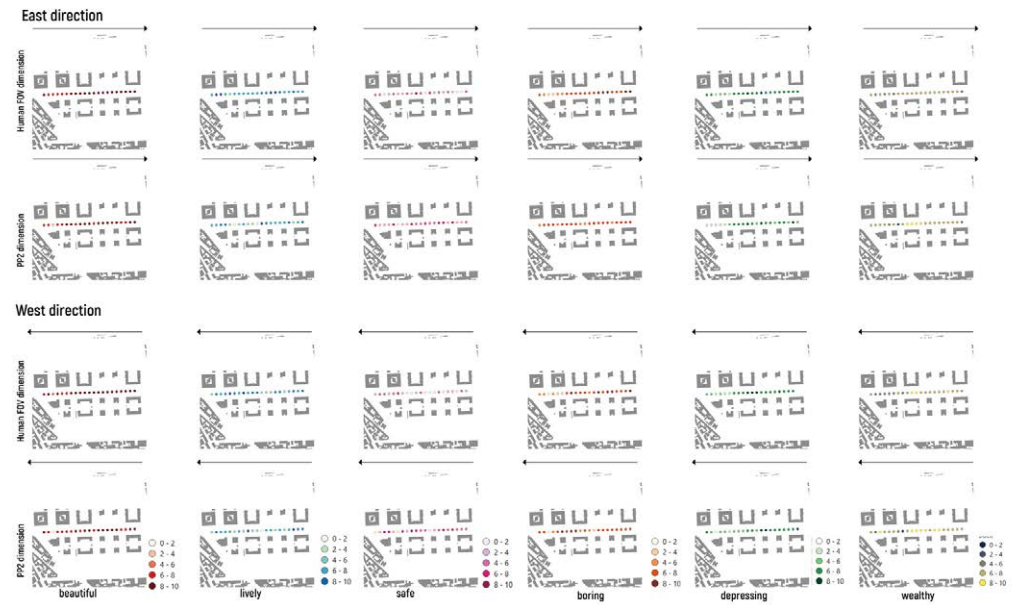 East direction
Human FOV dimension
PP2 dimension
West direction
Human FOV dimension
PP2 dimension
0 - 2
2 - 4
4 - 6
6 - 8
8 - 10
beautiful
0 - 2
2 - 4
4 - 6
6 - 8
8 - 10
lively
0 - 2
2 - 4
4 - 6
6 - 8
8 - 10
safe
0 - 2
2 - 4
4 - 6
6 - 8
8 - 10
boring
0 - 2
2 - 4
4 - 6
6 - 8
8 - 10
depressing
0 - 2
2 - 4
4 - 6
6 - 8
8 - 10
wealthy